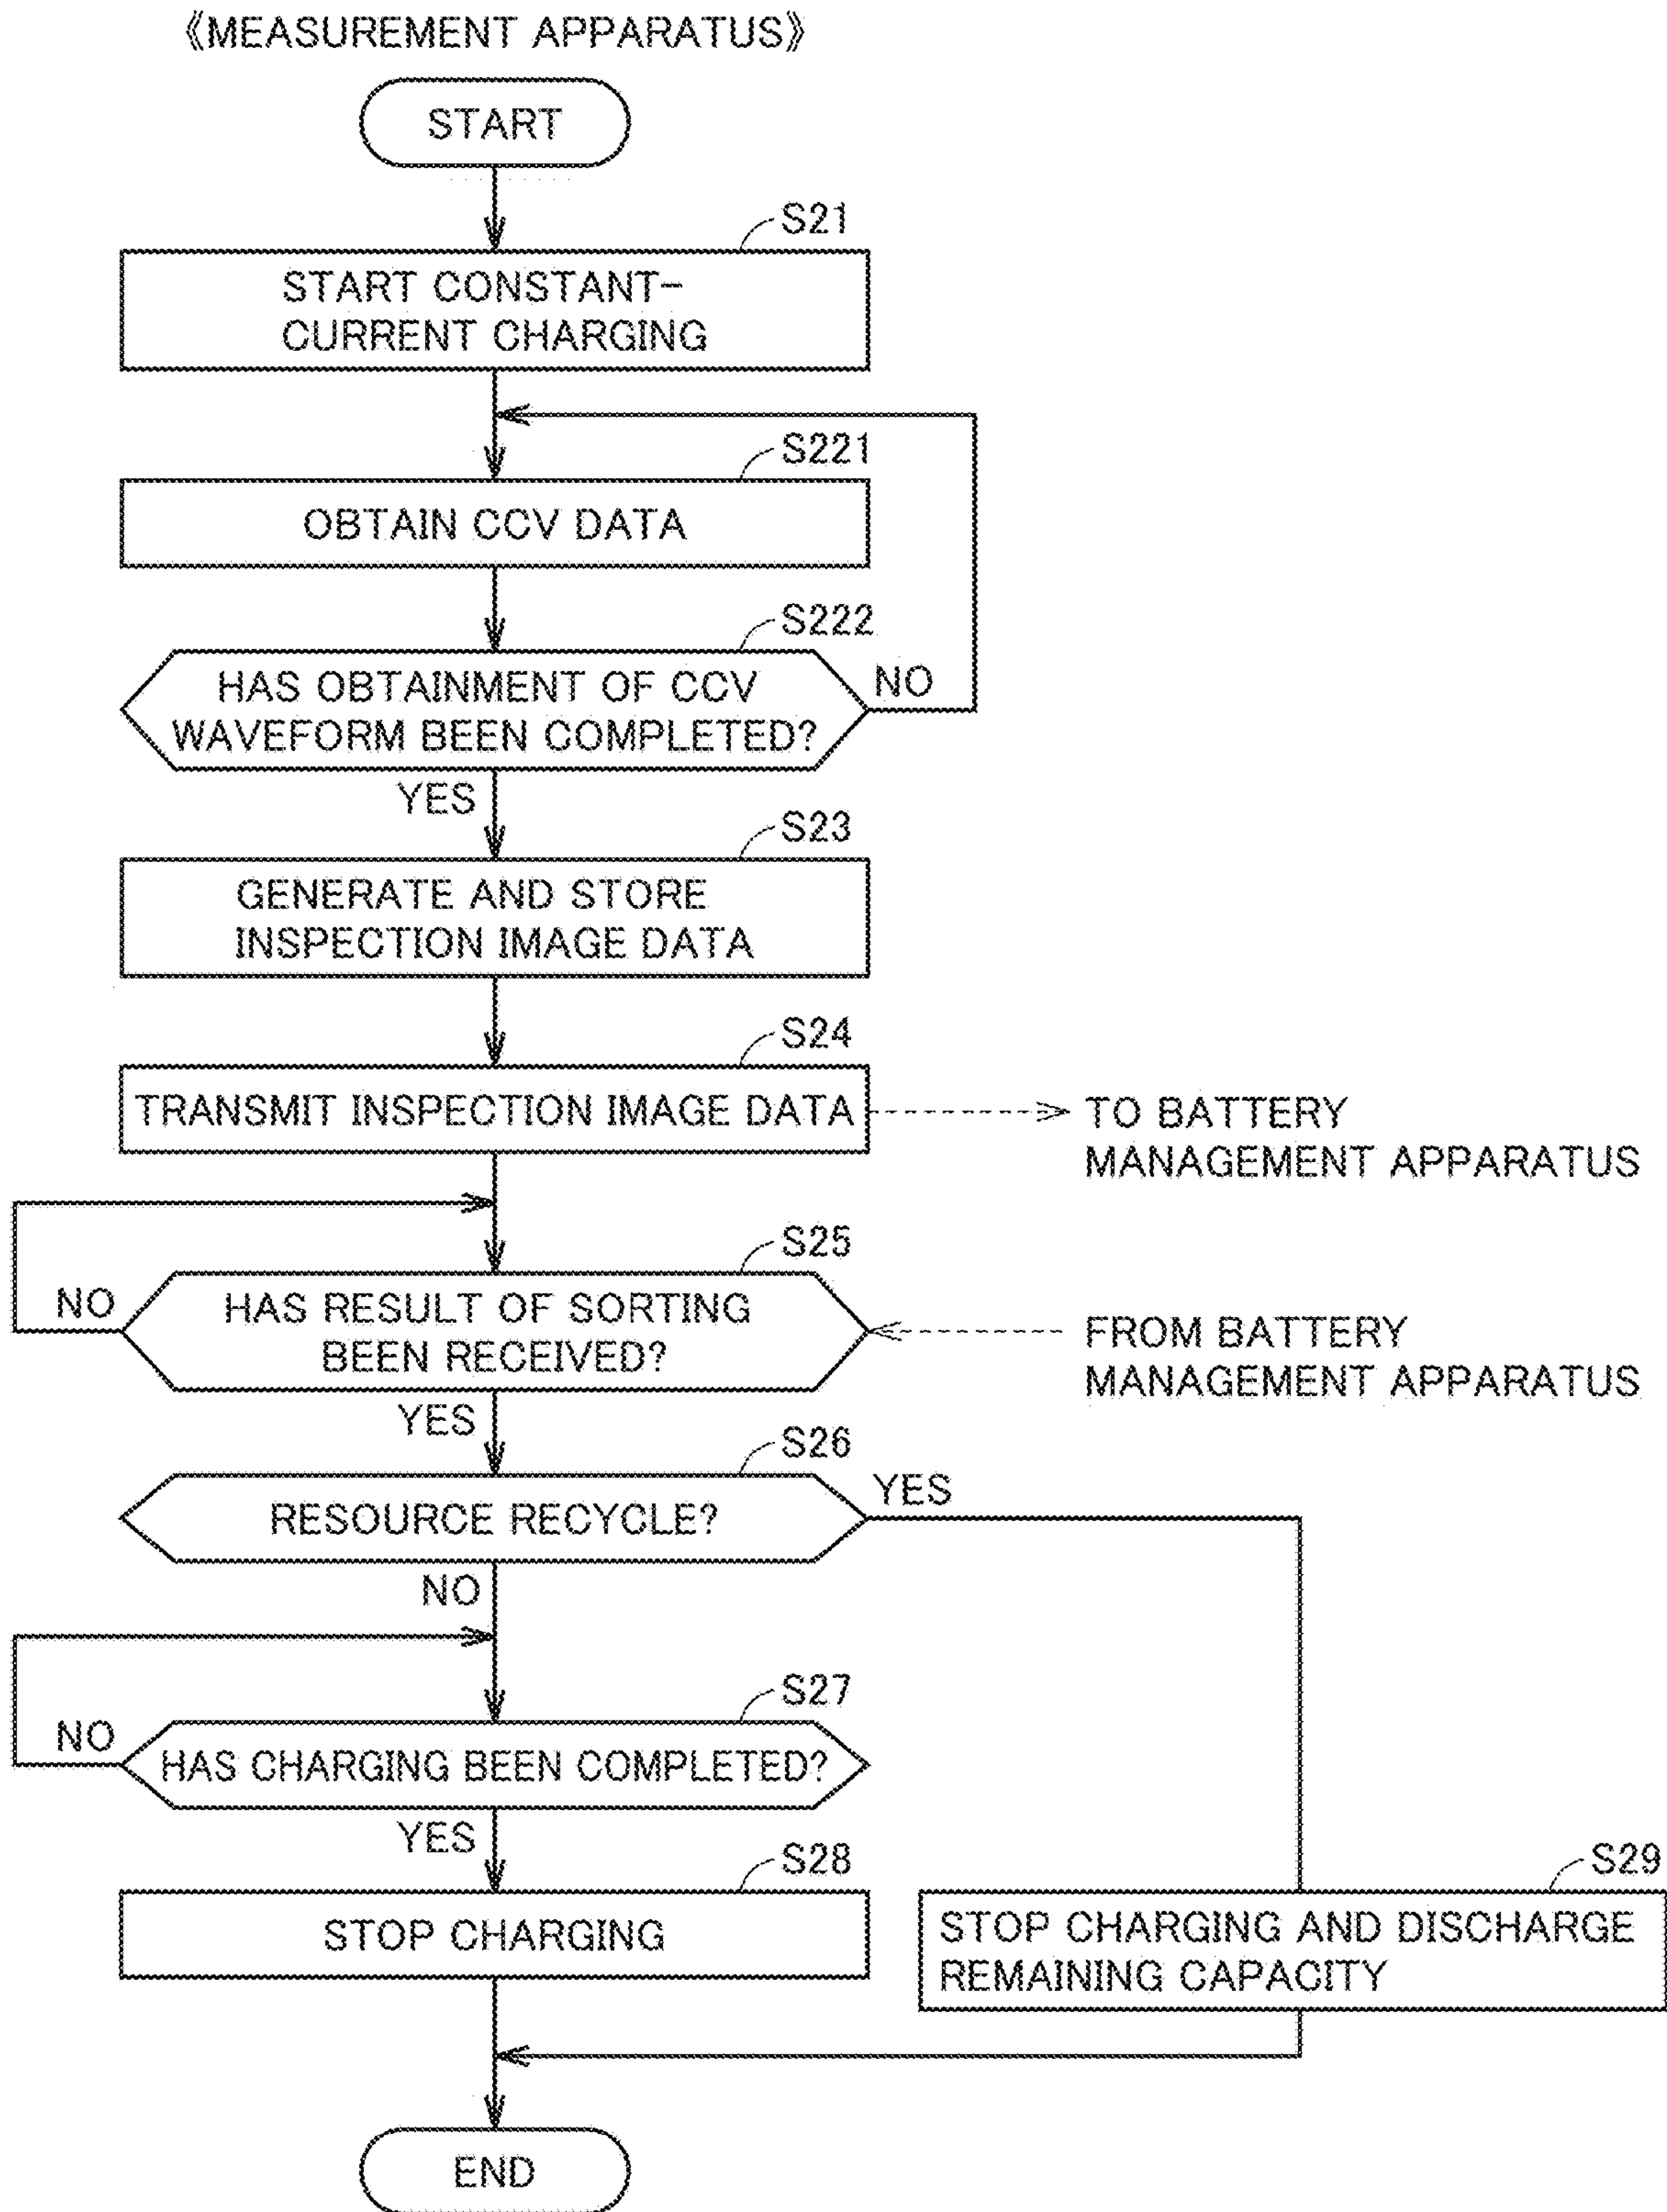 《MEASUREMENT APPARATUS》
START
S21
START CONSTANT-
CURRENT CHARGING
S221
OBTAIN CCV DATA
S222
HAS OBTAINMENT OF CCV
WAVEFORM BEEN COMPLETED?
NO
YES
S23
GENERATE AND STORE
INSPECTION IMAGE DATA
S24
TRANSMIT INSPECTION IMAGE DATA
TO BATTERY
MANAGEMENT APPARATUS
S25
NO
HAS RESULT OF SORTING
BEEN RECEIVED?
FROM BATTERY
MANAGEMENT APPARATUS
YES
S26
RESOURCE RECYCLE?
YES
NO
S27
NO
HAS CHARGING BEEN COMPLETED?
YES
S28
STOP CHARGING
S29
STOP CHARGING AND DISCHARGE
REMAINING CAPACITY
END